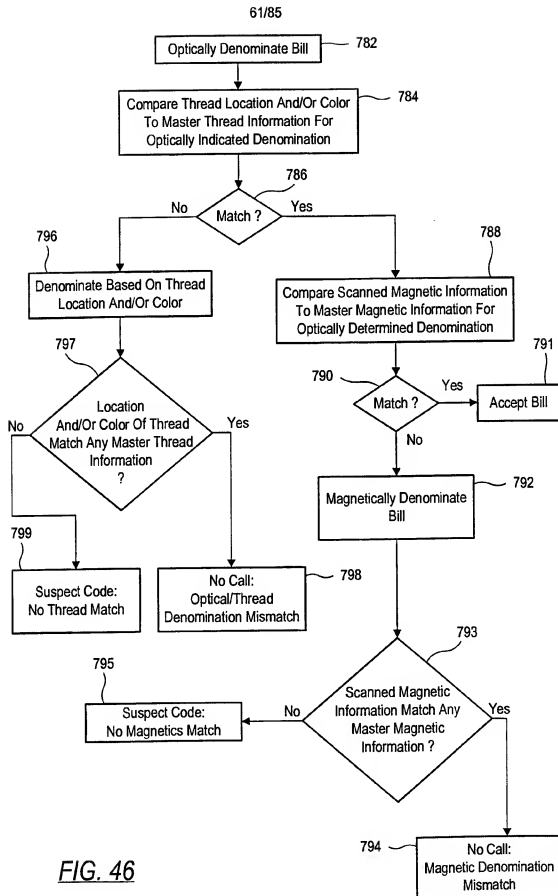 61/85
Optically Denominate Bill
782
Compare Thread Location And/Or Color
To Master Thread Information For
Optically Indicated Denomination
784
786
No
Match ?
Yes
796
Denominate Based On Thread
Location And/Or Color
788
Compare Scanned Magnetic Information
To Master Magnetic Information For
Optically Determined Denomination
797
Location
And/Or Color Of Thread
Match Any Master Thread
Information
?
No
Yes
790
Match ?
Yes
No
791
Accept Bill
792
Magnetically Denominate
Bill
799
Suspect Code:
No Thread Match
798
No Call:
Optical/Thread
Denomination Mismatch
793
Scanned Magnetic
Information Match Any
Master Magnetic
Information ?
No
Yes
795
Suspect Code:
No Magnetics Match
794
No Call:
Magnetic Denomination
Mismatch
FIG. 46